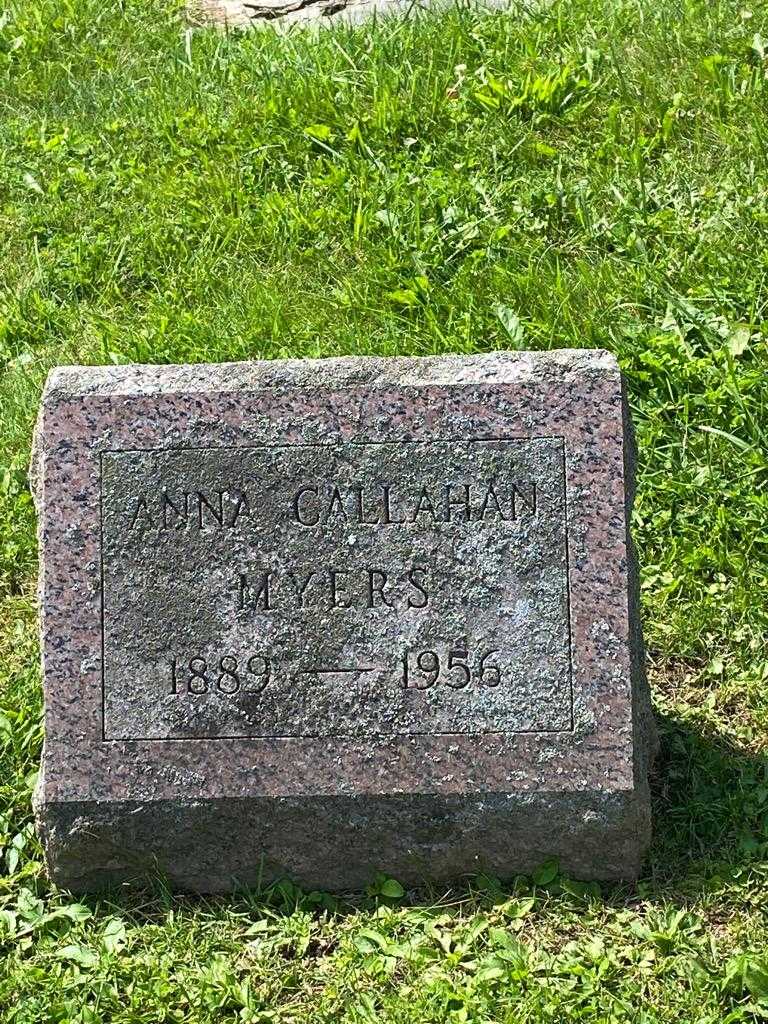 ANNA CALLAHAN
MYERS
1889 — 1956